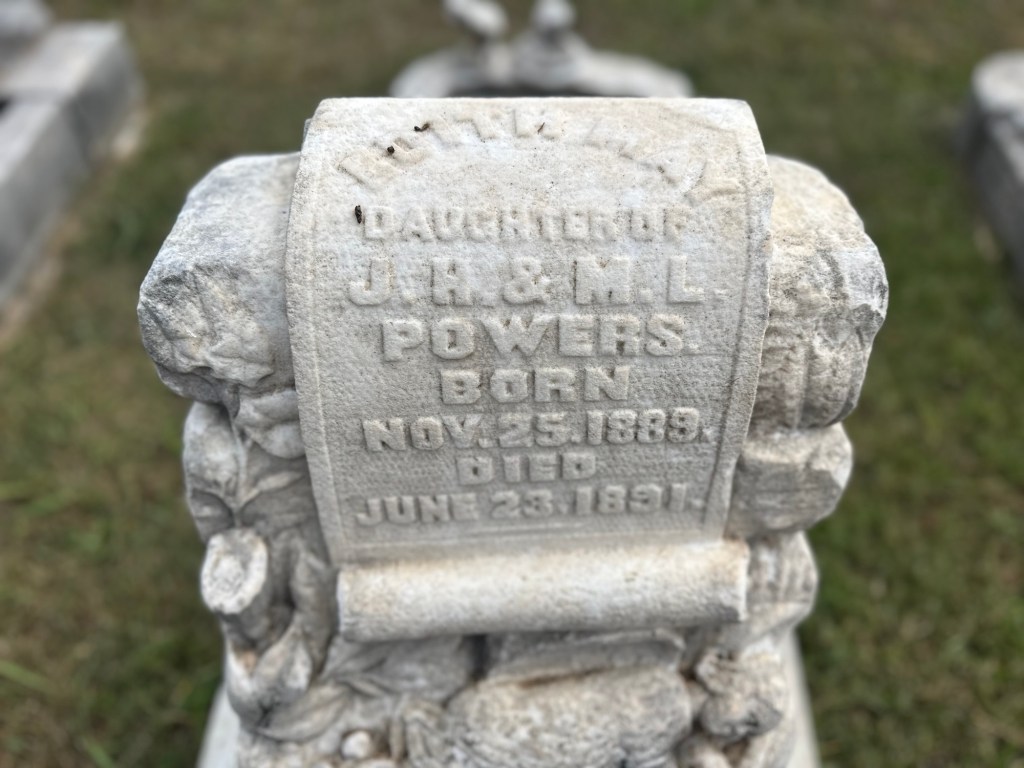 DAUGHTER OF
J. H. & M. L.
POWERS.
BORN
NOV. 25. 1889.
DIED
JUNE 23. 1891.